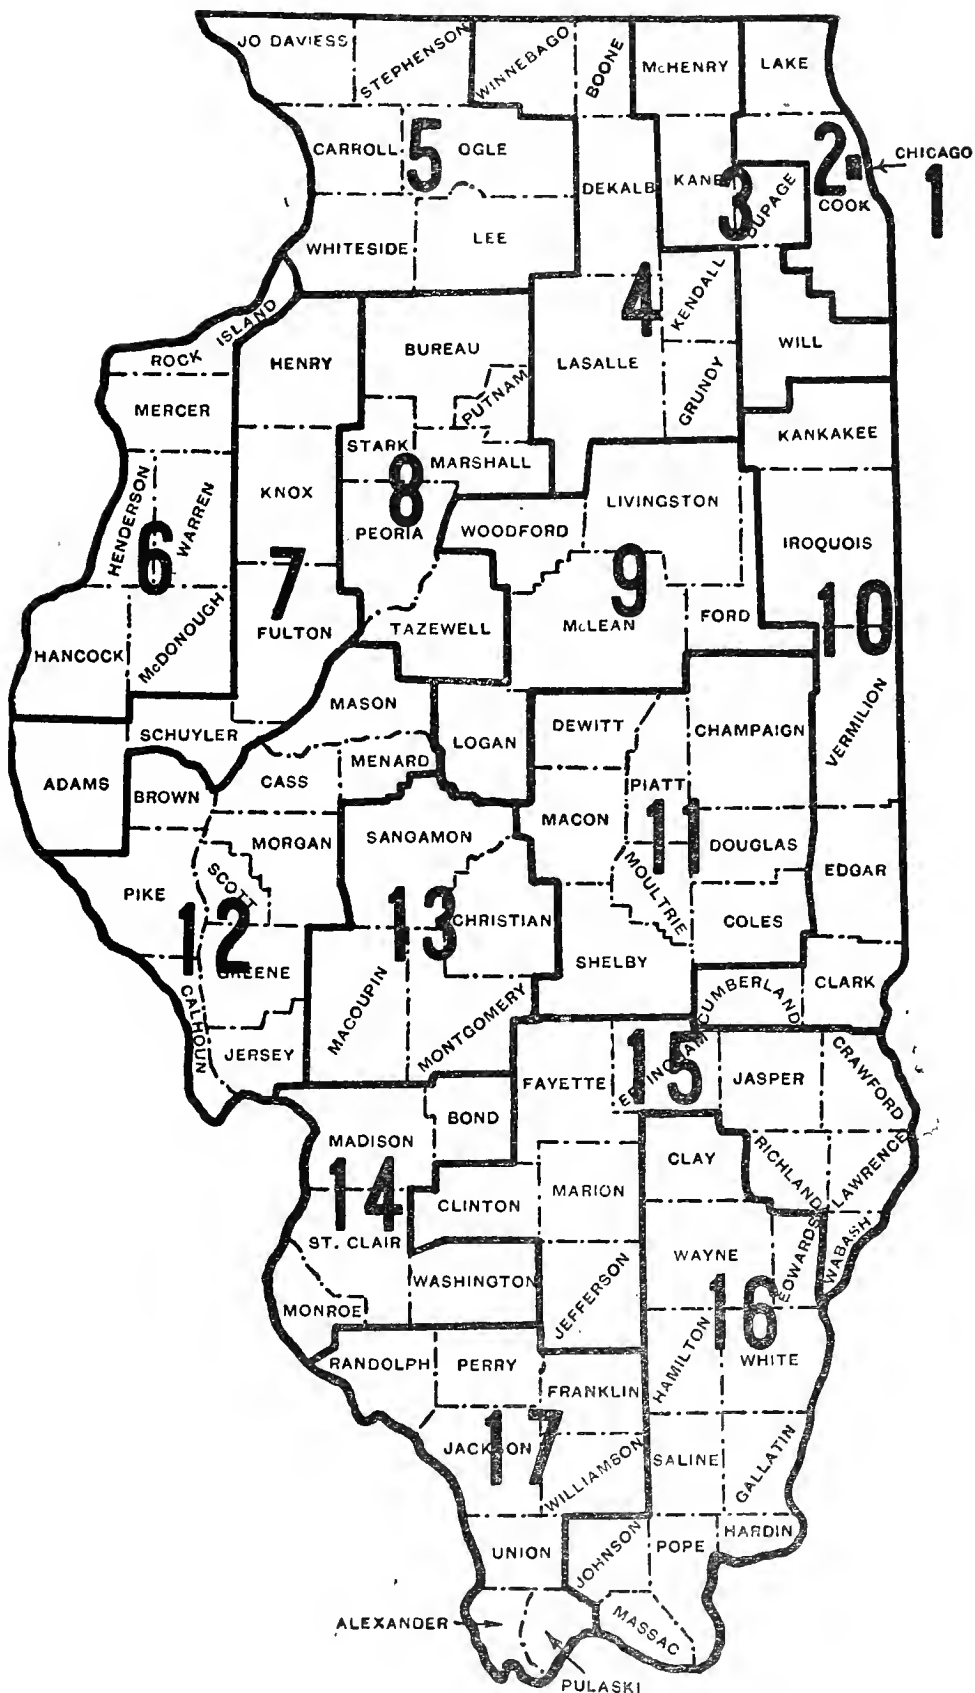 JO DAVIESS
STEPHENSON
WINNEBAGO
BOONE
McHENRY
LAKE
CARROLL
5
OGLE
DEKALB
KANE
3
DUPAGE
2
COOK
CHICAGO
1
WHITESIDE
LEE
4
KENDALL
ROCK ISLAND
HENRY
BUREAU
PUTNAM
LASALLE
GRUNDY
WILL
MERCER
STARK
MARSHALL
KANKAKEE
HENDERSON
WARREN
6
KNOX
8
PEORIA
WOODFORD
LIVINGSTON
IROQUOIS
7
9
10
HANCOCK
McDONOUGH
FULTON
TAZEWELL
McLEAN
FORD
MASON
SCHUYLER
LOGAN
DEWITT
CHAMPAIGN
VERMILION
ADAMS
BROWN
CASS
MENARD
PIATT
MACON
11
SANGAMON
MORGAN
DOUGLAS
EDGAR
PIKE
SCOTT
12
13
CHRISTIAN
MOULTRIE
COLES
GREENE
SHELBY
CLARK
CALHOUN
JERSEY
MACOUPIN
MONTGOMERY
CUMBERLAND
FAYETTE
EFFINGHAM
15
JASPER
CRAWFORD
MADISON
BOND
14
CLAY
RICHLAND
LAWRENCE
CLINTON
MARION
ST. CLAIR
WAYNE
EDWARDS
WABASH
WASHINGTON
JEFFERSON
16
MONROE
RANDOLPH
PERRY
HAMILTON
WHITE
FRANKLIN
17
JACKSON
WILLIAMSON
SALINE
GALLATIN
UNION
JOHNSON
POPE
HARDIN
ALEXANDER
MASSAC
PULASKI